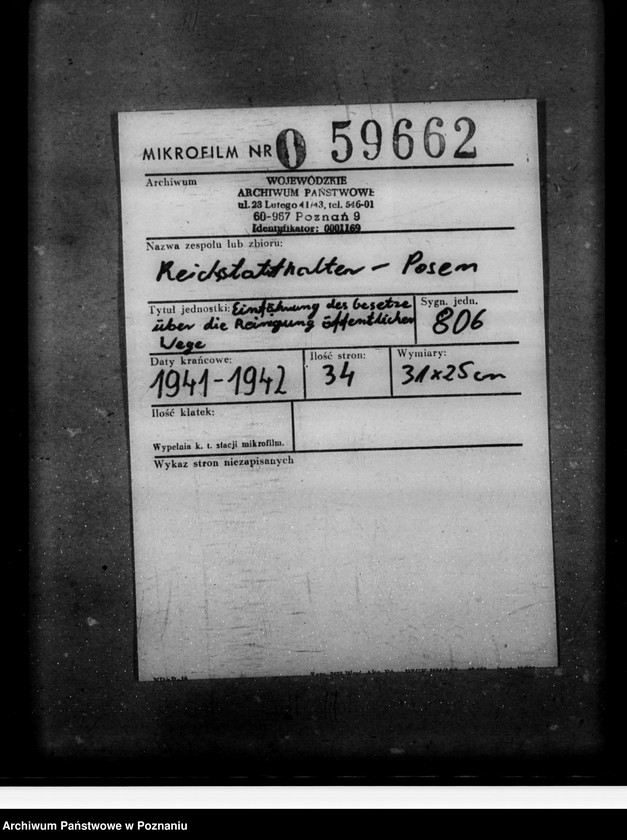 MIKROFILM NR 0 59662
Archiwum
WOJEWÓDZKIE
ARCHIWUM PAŃSTWOWE
ul. 23 Lutego 41/43, tel. 546-01
60-967 Poznań 9
Identyfikator: 0001169
Nazwa zespołu lub zbioru:
Reichstatthalter - Posen
Tytuł jednostki: Einführung des Gesetze
über die Reinigung öffentlicher
Wege
Sygn. jedn.
806
Daty krańcowe:
1941-1942
Ilość stron:
34
Wymiary:
31x25 cm
Ilość klatek:
Wypełnia k. t. stacji mikrofilm.
Wykaz stron niezapisanych
Archiwum Państwowe w Poznaniu